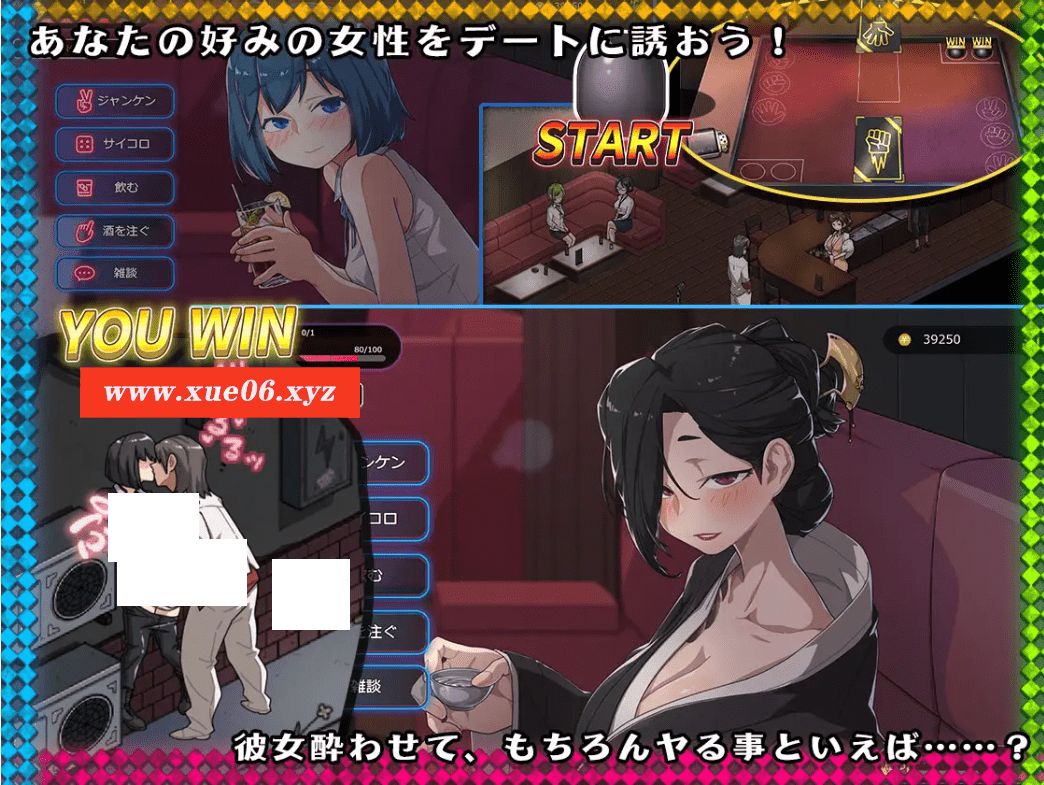 あなたの好みの女性をデートに誘おう！
WIN WIN
ジャンケン
サイコロ
飲む
酒を注ぐ
雑談
START
YOU WIN
0/1
80/100
39250
www.xue06.xyz
ンケン
コロ
む
注ぐ
雑談
彼女酔わせて、もちろんヤる事といえば……？